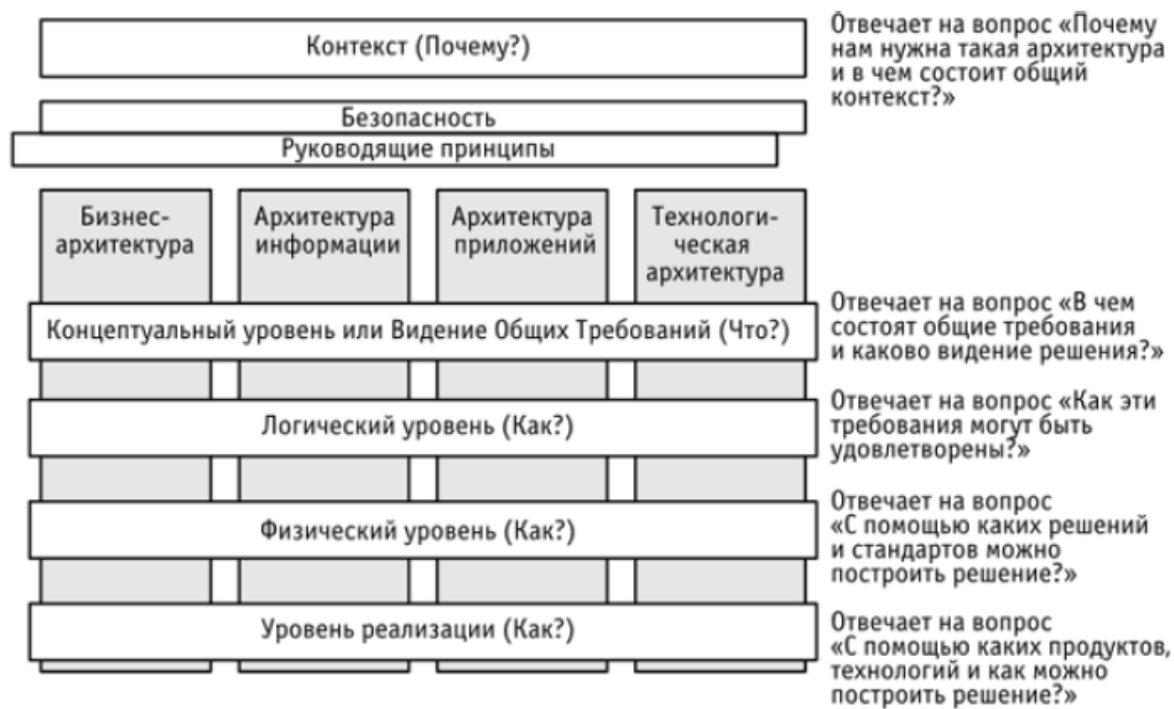 Контекст (Почему?)
Отвечает на вопрос «Почему
нам нужна такая архитектура
и в чем состоит общий
контекст?»
Безопасность
Руководящие принципы
Бизнес-
архитектура
Архитектура
информации
Архитектура
приложений
Технологи-
ческая
архитектура
Концептуальный уровень или Видение Общих Требований (Что?)
Отвечает на вопрос «В чем
состоят общие требования
и каково видение решения?»
Логический уровень (Как?)
Отвечает на вопрос «Как эти
требования могут быть
удовлетворены?»
Физический уровень (Как?)
Отвечает на вопрос
«С помощью каких решений
и стандартов можно
построить решение?»
Уровень реализации (Как?)
Отвечает на вопрос
«С помощью каких продуктов,
технологий и как можно
построить решение?»